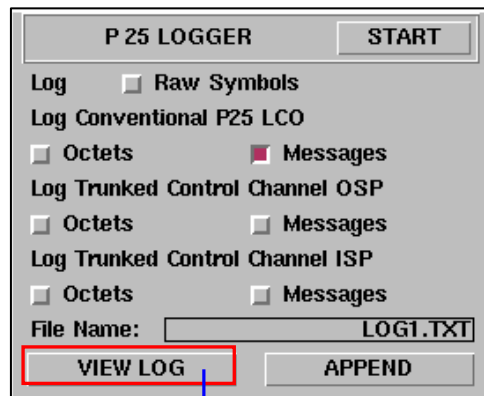 P 25 LOGGER START
Log Raw Symbols
Log Conventional P25 LCO
Octets Messages
Log Trunked Control Channel OSP
Octets Messages
Log Trunked Control Channel ISP
Octets Messages
File Name: LOG1.TXT
VIEW LOG APPEND